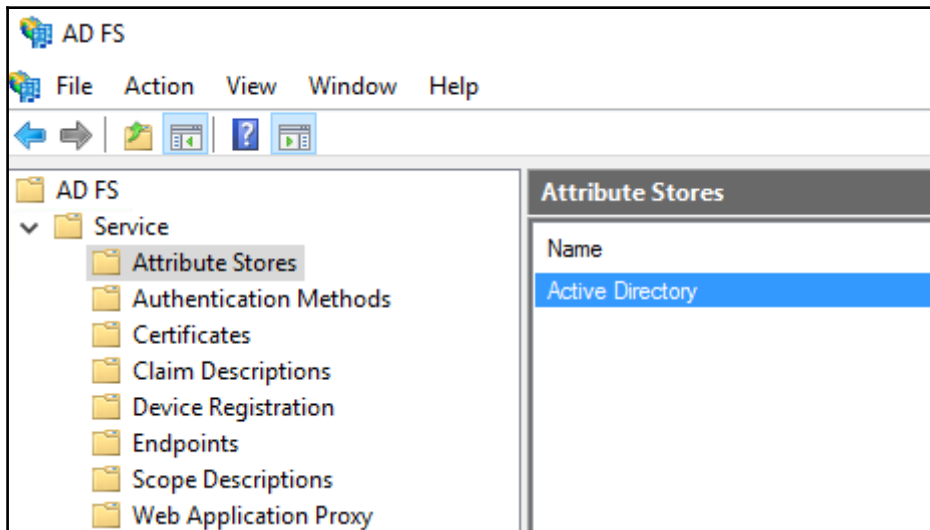 AD FS
File Action View Window Help
AD FS
Service
Attribute Stores
Authentication Methods
Certificates
Claim Descriptions
Device Registration
Endpoints
Scope Descriptions
Web Application Proxy
Attribute Stores
Name
Active Directory